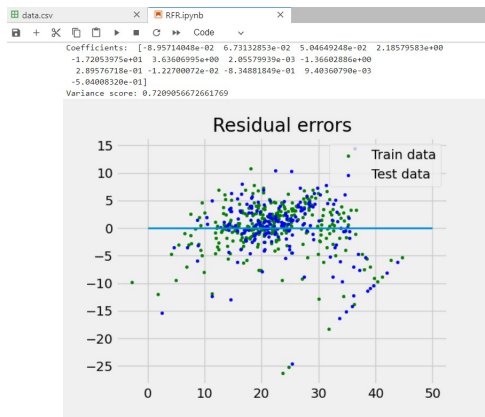 data.csv × RFR.ipynb ×
Code
Coefficients: [-8.95714048e-02 6.73132853e-02 5.04649248e-02 2.18579583e+00
-1.72053975e+01 3.63606995e+00 2.05579939e-03 -1.36602886e+00
2.89576718e-01 -1.22700072e-02 -8.34881849e-01 9.40360790e-03
-5.04008320e-01]
Variance score: 0.7209056672661769
Residual errors
Train data
Test data
15
10
5
0
−5
−10
−15
−20
−25
0 10 20 30 40 50